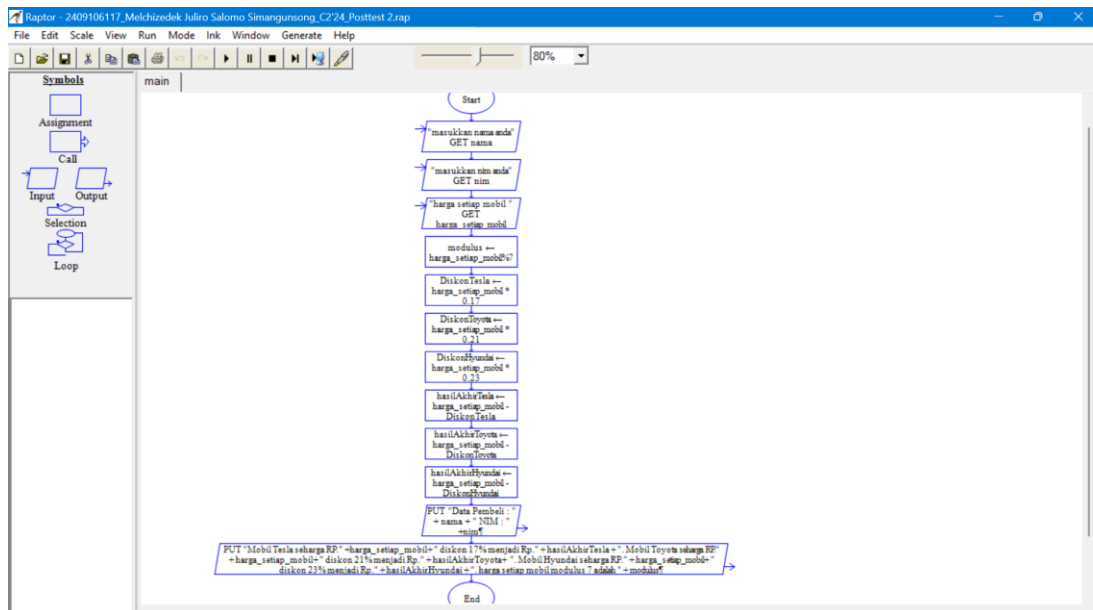 Raptor - 2409106117_Melchizedek Juliro Salomo Simangunsong_C2'24_Posttest 2.rap
File Edit Scale View Run Mode Ink Window Generate Help
80%
Symbols
main
Assignment
Call
Input Output
Selection
Loop
Start
"masukkan nama anda"
GET nama
"masukkan nim anda"
GET nim
"harga setiap mobil "
GET
harga_setiap_mobil
modulus ←
harga_setiap_mobil%7
DiskonTesla ←
harga_setiap_mobil *
0.17
DiskonToyota ←
harga_setiap_mobil *
0.21
DiskonHyundai ←
harga_setiap_mobil *
0.23
hasilAkhirTesla ←
harga_setiap_mobil -
DiskonTesla
hasilAkhirToyota ←
harga_setiap_mobil -
DiskonToyota
hasilAkhirHyundai ←
harga_setiap_mobil -
DiskonHyundai
PUT "Data Pembeli : "
+ nama + " NIM : "
+nim¶
PUT "Mobil Tesla seharga RP." +harga_setiap_mobil+" diskon 17% menjadi Rp." +hasilAkhirTesla + ". Mobil Toyota seharga RP."
+harga_setiap_mobil+" diskon 21% menjadi Rp." +hasilAkhirToyota+ ". Mobil Hyundai seharga RP." +harga_setiap_mobil+"
diskon 23% menjadi Rp." +hasilAkhirHyundai + ". harga setiap mobil modulus 7 adalah " +modulus¶
End